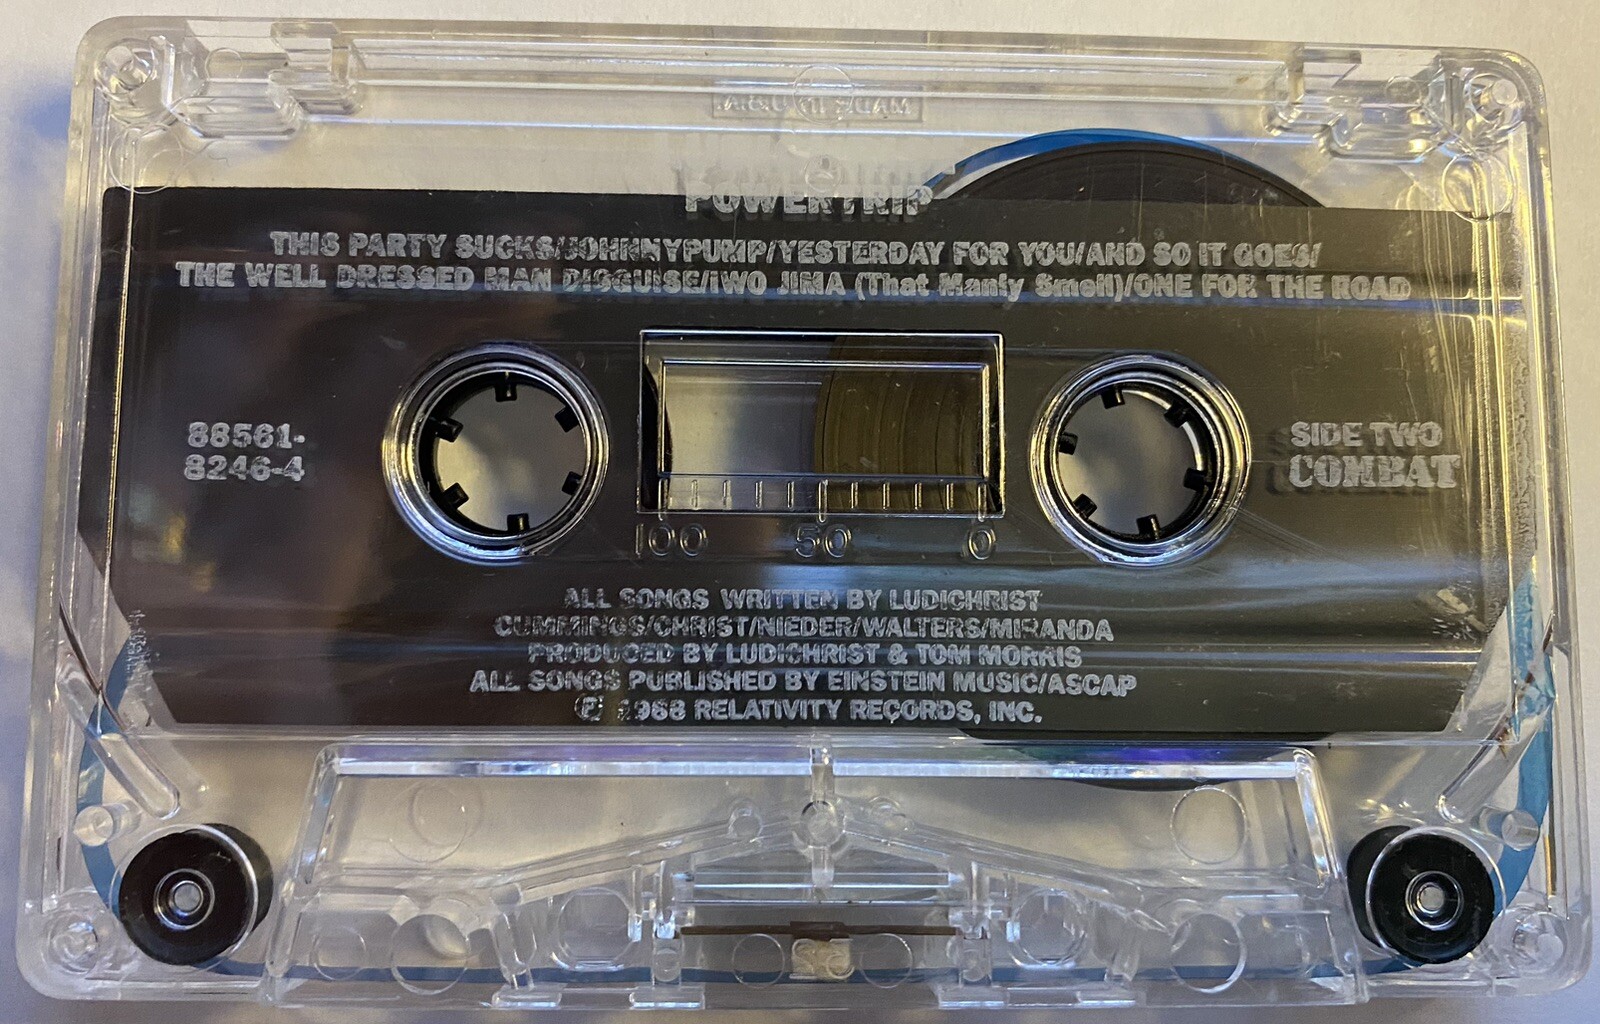 MADE IN U.S.A.
POWERTRIP
THIS PARTY SUCKS/JOHNNYPUMP/YESTERDAY FOR YOU/AND SO IT GOES/
THE WELL DRESSED MAN DISGUISE/IWO JIMA (That Manly Smell)/ONE FOR THE ROAD
88561-
8246-4
SIDE TWO
COMBAT
100 50 0
ALL SONGS WRITTEN BY LUDICHRIST
CUMMINGS/CHRIST/NIEDER/WALTERS/MIRANDA
PRODUCED BY LUDICHRIST & TOM MORRIS
ALL SONGS PUBLISHED BY EINSTEIN MUSIC/ASCAP
℗ 1988 RELATIVITY RECORDS, INC.